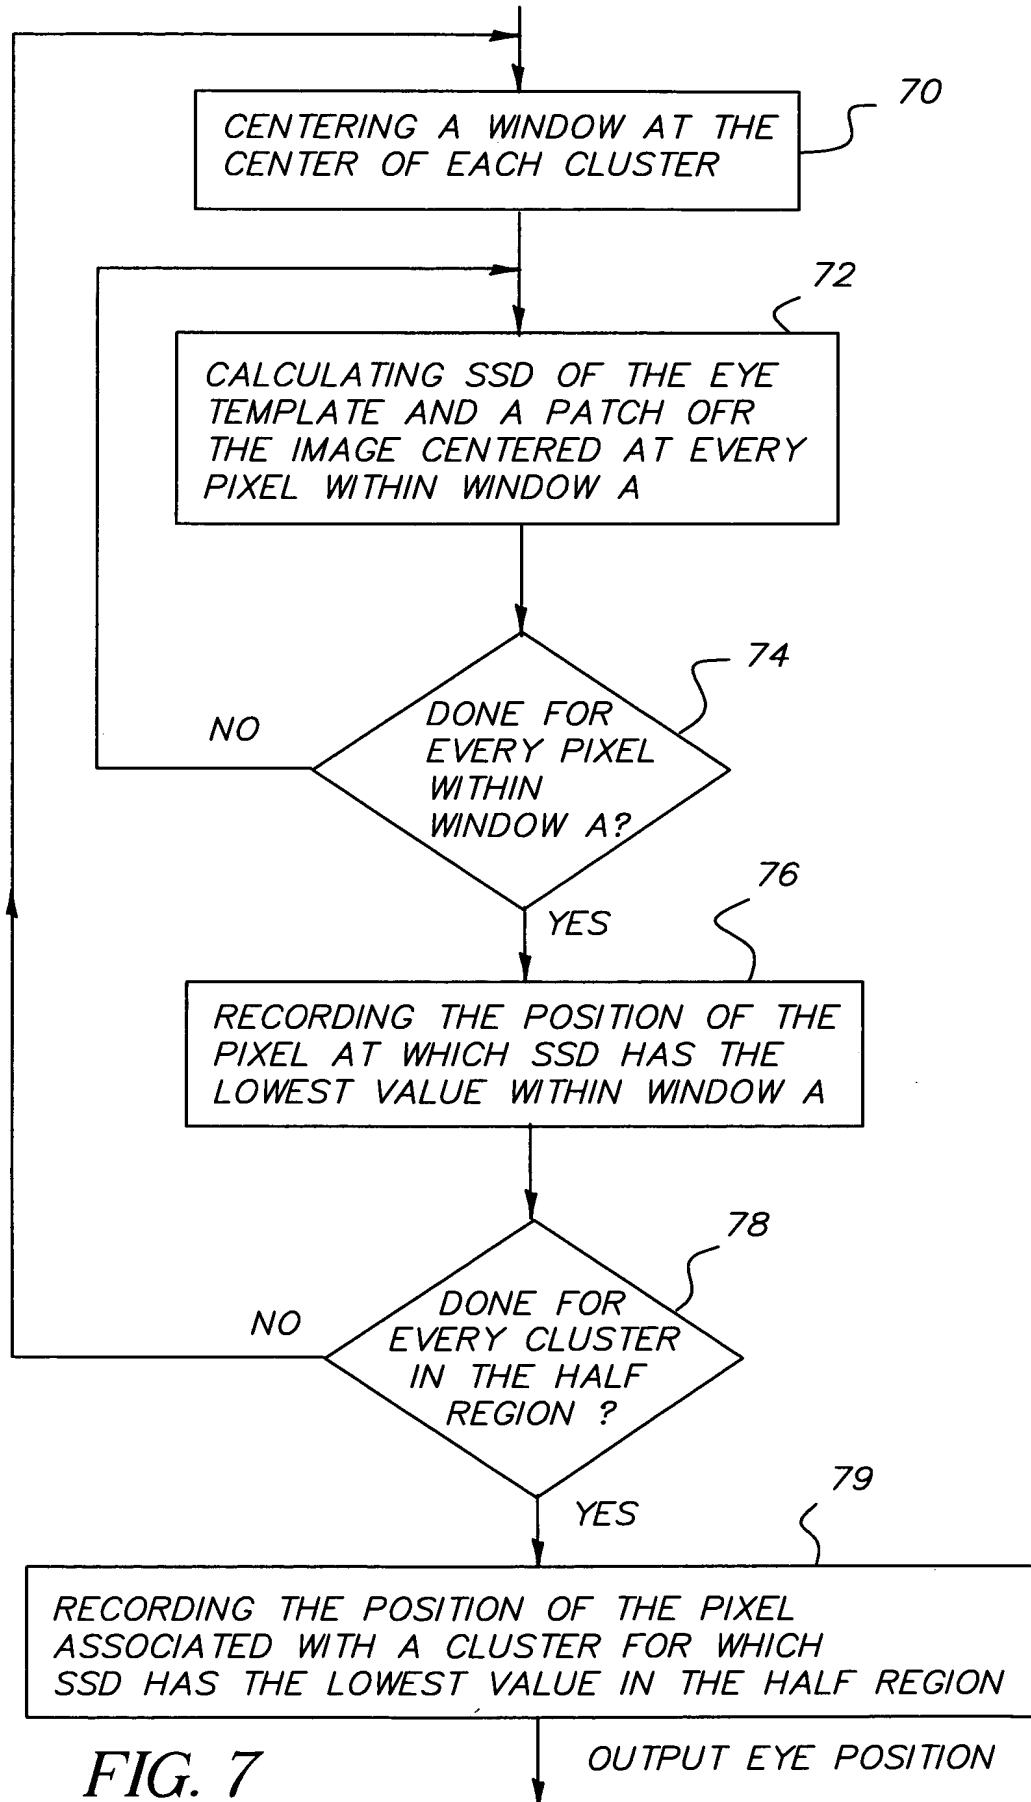 70
CENTERING A WINDOW AT THE
CENTER OF EACH CLUSTER
72
CALCULATING SSD OF THE EYE
TEMPLATE AND A PATCH OFR
THE IMAGE CENTERED AT EVERY
PIXEL WITHIN WINDOW A
74
NO
DONE FOR
EVERY PIXEL
WITHIN
WINDOW A?
76
YES
RECORDING THE POSITION OF THE
PIXEL AT WHICH SSD HAS THE
LOWEST VALUE WITHIN WINDOW A
78
NO
DONE FOR
EVERY CLUSTER
IN THE HALF
REGION ?
79
YES
RECORDING THE POSITION OF THE PIXEL
ASSOCIATED WITH A CLUSTER FOR WHICH
SSD HAS THE LOWEST VALUE IN THE HALF REGION
FIG. 7
OUTPUT EYE POSITION